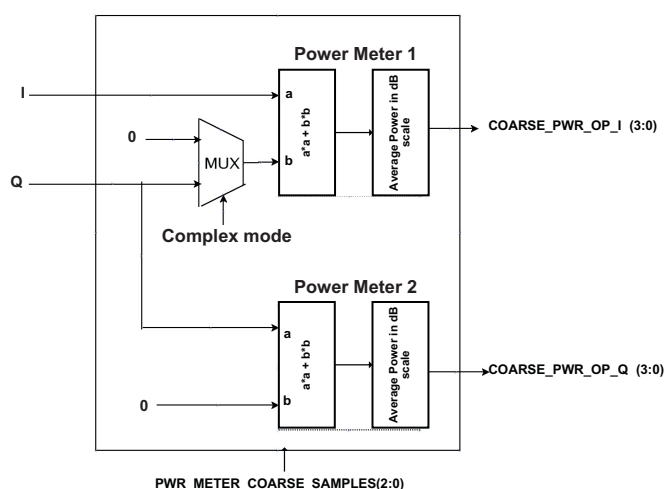 Power Meter 1
I
a
a*a + b*b
Average Power in dB
scale
COARSE_PWR_OP_I (3:0)
0
MUX
b
Q
Complex mode
Power Meter 2
a
a*a + b*b
Average Power in dB
scale
COARSE_PWR_OP_Q (3:0)
0
b
PWR_METER_COARSE_SAMPLES(2:0)